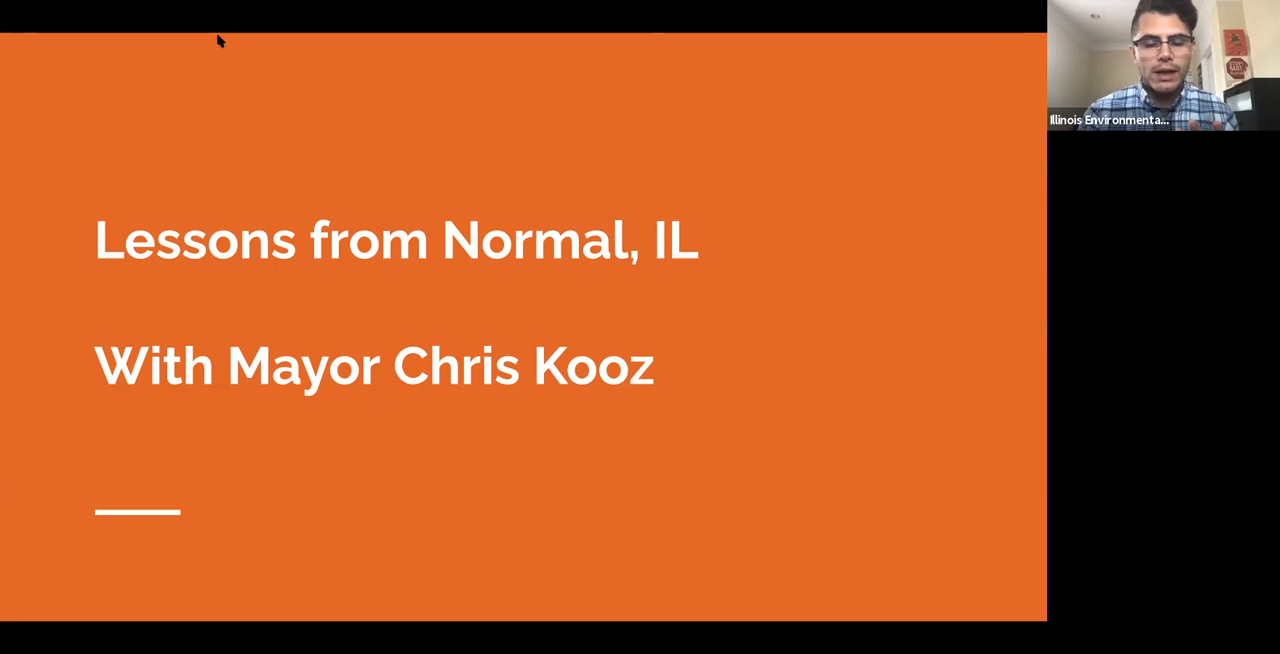 Lessons from Normal, IL
With Mayor Chris Kooz
Illinois Environmenta...